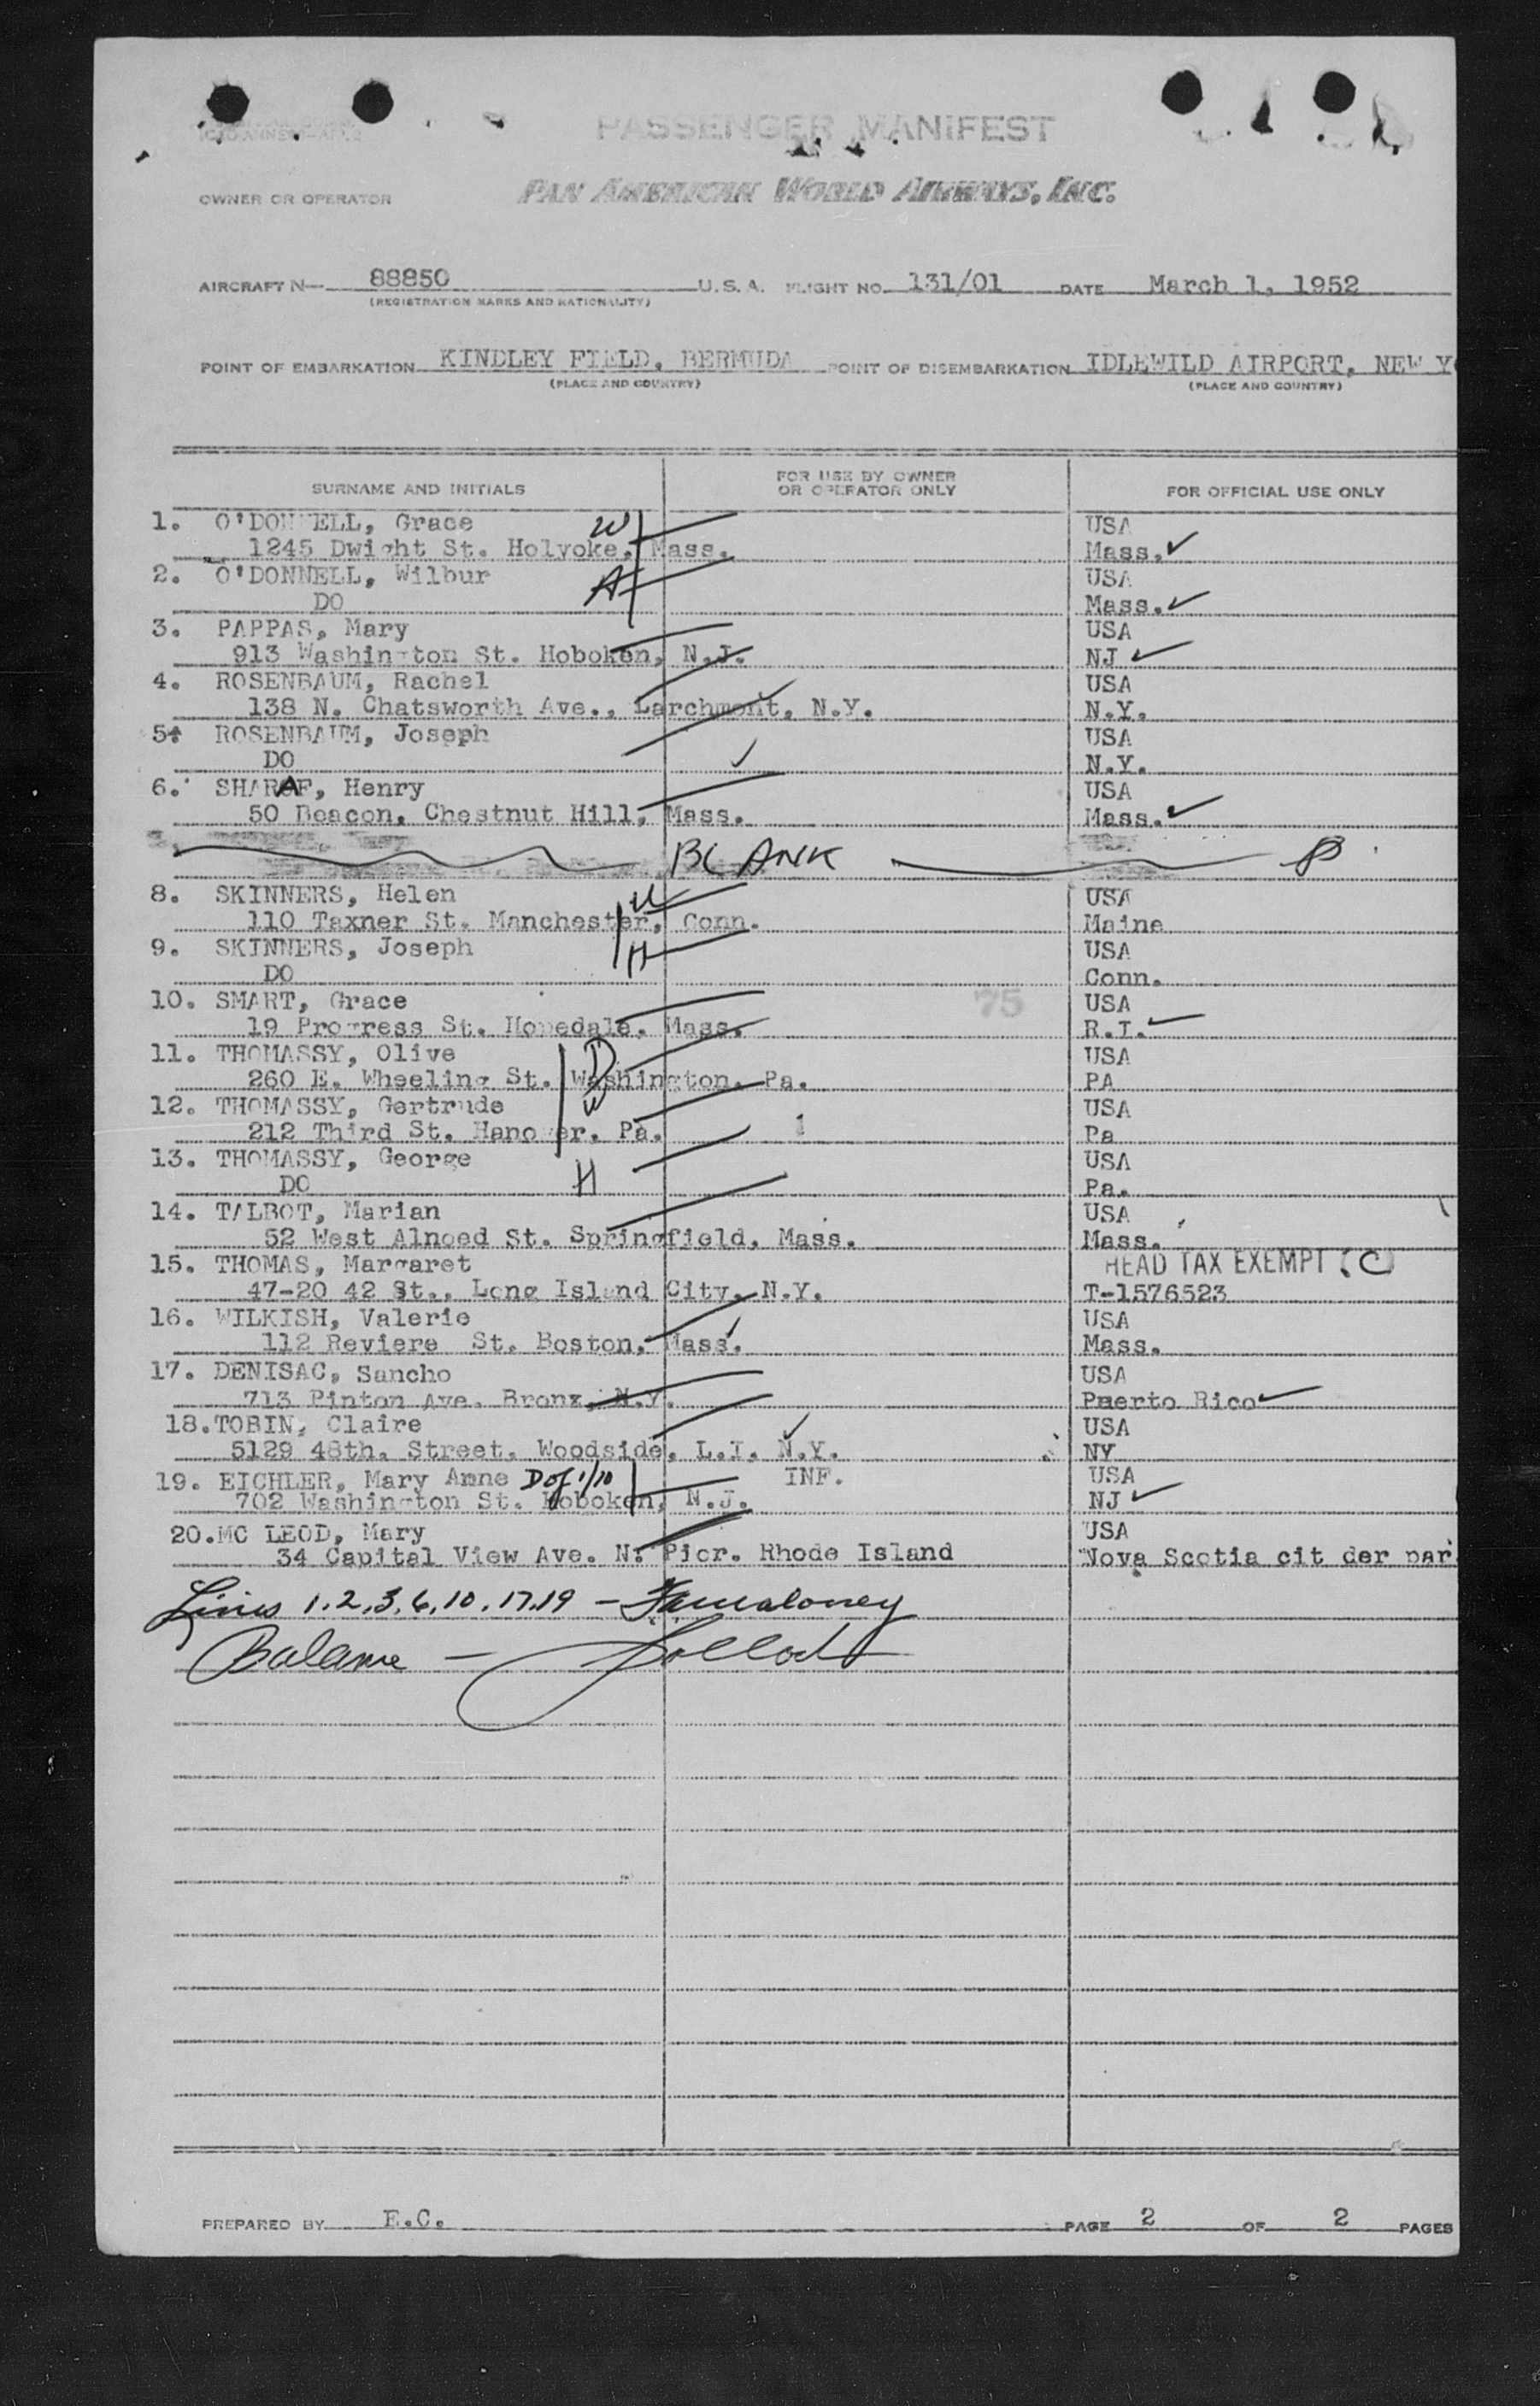 PASSENGER MANIFEST
OWNER OR OPERATOR PAN AMERICAN WORLD AIRWAYS, INC.
AIRCRAFT N— 88850 U.S.A. FLIGHT NO. 131/01 DATE March 1, 1952
(REGISTRATION MARKS AND NATIONALITY)
POINT OF EMBARKATION KINDLEY FIELD, BERMUDA POINT OF DISEMBARKATION IDLEWILD AIRPORT, NEW Y
(PLACE AND COUNTRY) (PLACE AND COUNTRY)
SURNAME AND INITIALS FOR USE BY OWNER OR OPERATOR ONLY FOR OFFICIAL USE ONLY
1. O'DONNELL, Grace W USA
1245 Dwight St. Holyoke, Mass. Mass. ✓
2. O'DONNELL, Wilbur USA
DO Mass. ✓
3. PAPPAS, Mary USA
913 Washington St. Hoboken, N.J. NJ ✓
4. ROSENBAUM, Rachel USA
138 N. Chatsworth Ave., Larchmont, N.Y. N.Y.
5. ROSENBAUM, Joseph USA
DO ✓ N.Y.
6. SHARAF, Henry USA
50 Beacon, Chestnut Hill, Mass. Mass. ✓
BLANK
8. SKINNERS, Helen W USA
110 Taxner St. Manchester, Conn. Maine
9. SKINNERS, Joseph H USA
DO Conn.
10. SMART, Grace 75 USA
19 Progress St. Hopedale, Mass. R.I. ✓
11. THOMASSY, Olive D USA
260 E. Wheeling St. Washington, Pa. PA
12. THOMASSY, Gertrude W USA
212 Third St. Hanover, Pa. Pa
13. THOMASSY, George H USA
DO Pa.
14. TALBOT, Marian USA
52 West Alnoed St. Springfield, Mass. Mass.
15. THOMAS, Margaret HEAD TAX EXEMPT (C)
47-20 42 St., Long Island City, N.Y. T-1576523
16. WILKISH, Valerie USA
112 Reviere St. Boston, Mass. Mass.
17. DENISAC, Sancho USA
713 Pinton Ave. Bronx, N.Y. Puerto Rico ✓
18. TOBIN, Claire USA
5129 48th. Street, Woodside, L.I. N.Y. NY
19. EICHLER, Mary Anne D of 1/10 INF. USA
702 Washington St. Hoboken, N.J. NJ ✓
20. MC LEOD, Mary USA
34 Capital View Ave. N. Picr. Rhode Island Nova Scotia cit der par
Lines 1.2.3.6.10.17.19 –
Balance –
PREPARED BY E.C. PAGE 2 OF 2 PAGES